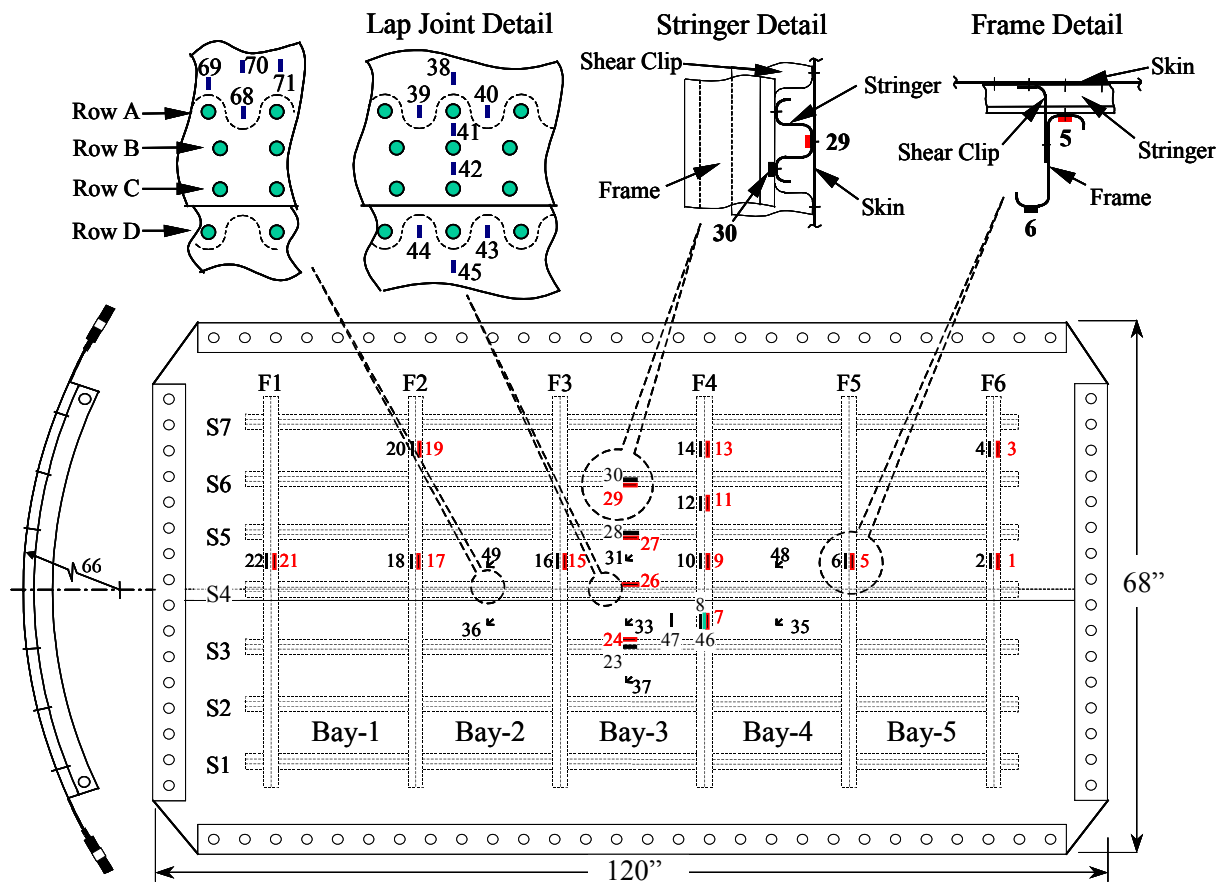 Lap Joint Detail
Stringer Detail
Frame Detail
69
70
71
68
38
39
40
41
42
44
43
45
Row A
Row B
Row C
Row D
Shear Clip
Stringer
29
Frame
Skin
30
Skin
5
Shear Clip
Stringer
Frame
6
F1
F2
F3
F4
F5
F6
S7
20
19
14
13
4
3
S6
30
29
12
11
S5
28
27
22
21
18
17
49
16
15
31
10
9
48
6
5
2
1
66
26
S4
8
7
36
33
47
46
35
S3
24
23
37
S2
Bay-1
Bay-2
Bay-3
Bay-4
Bay-5
S1
68”
120”